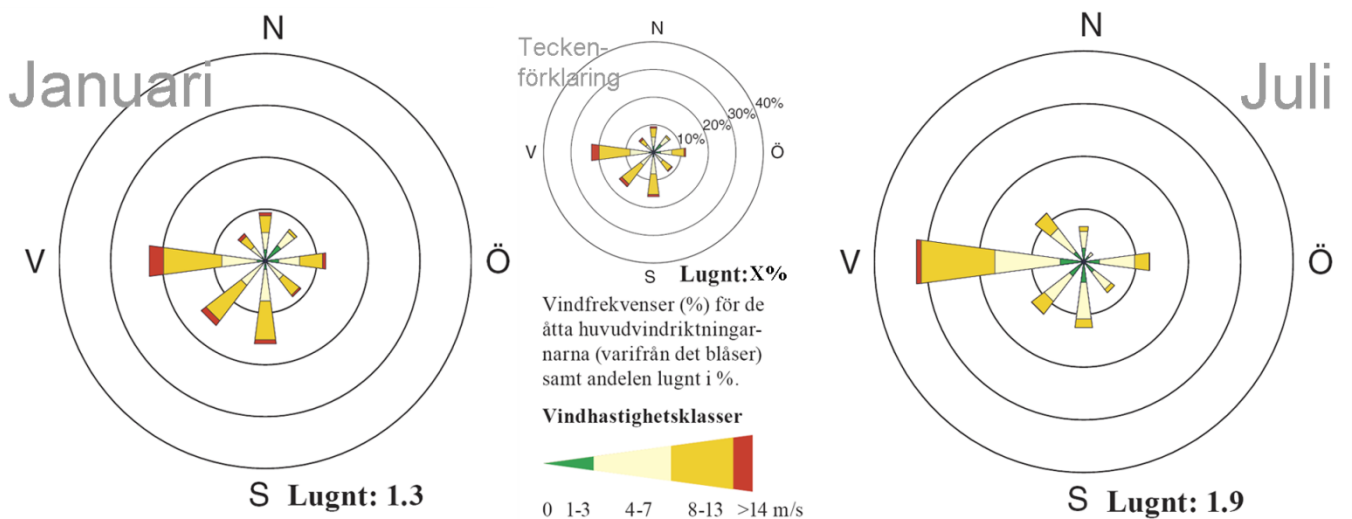 N
Januari
V
Ö
S
Lugnt: 1.3
Tecken-
förklaring
N
40%
30%
20%
10%
V
Ö
S
Lugnt:X%
Vindfrekvenser (%) för de
åtta huvudvindriktningar-
narna (varifrån det blåser)
samt andelen lugnt i %.
Vindhastighetsklasser
0 1-3 4-7 8-13 >14 m/s
N
Juli
V
Ö
S
Lugnt: 1.9